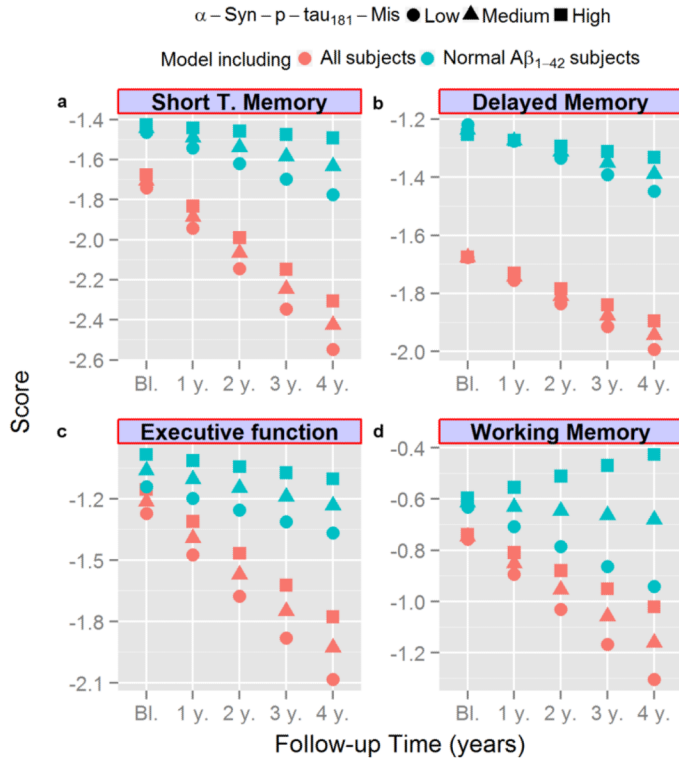 α – Syn – p – tau181 – Mis Low Medium High
Model including All subjects Normal Aβ1–42 subjects
a Short T. Memory
b Delayed Memory
-1.4
-1.6
-1.8
-2.0
-2.2
-2.4
-2.6
-1.2
-1.4
-1.6
-1.8
-2.0
Bl. 1 y. 2 y. 3 y. 4 y.
Bl. 1 y. 2 y. 3 y. 4 y.
Score
c Executive function
d Working Memory
-1.2
-1.5
-1.8
-2.1
-0.4
-0.6
-0.8
-1.0
-1.2
Bl. 1 y. 2 y. 3 y. 4 y.
Bl. 1 y. 2 y. 3 y. 4 y.
Follow-up Time (years)